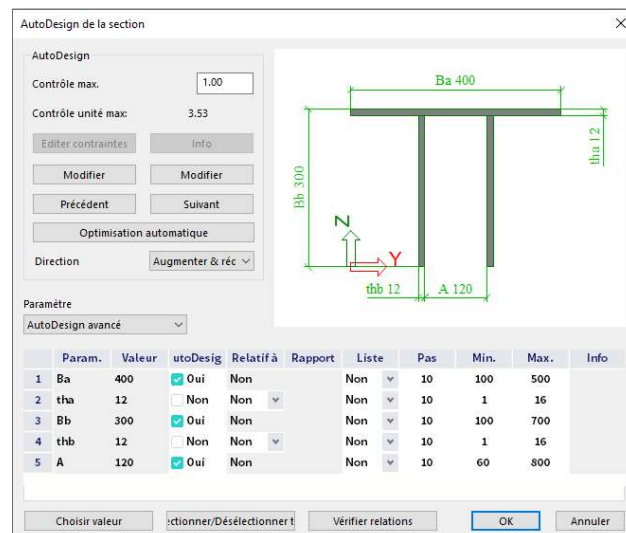 AutoDesign de la section
AutoDesign
Contrôle max. 1.00
Contrôle unité max: 3.53
Editer contraintes Info
Modifier Modifier
Précédent Suivant
Optimisation automatique
Direction Augmenter & réc
Ba 400
tha 12
Bb 300
Z
Y
thb 12
A 120
Paramètre
AutoDesign avancé
Param. Valeur utoDesig Relatif à Rapport Liste Pas Min. Max. Info
1 Ba 400 Oui Non Non 10 100 500
2 tha 12 Non Non Non 10 1 16
3 Bb 300 Oui Non Non 10 100 700
4 thb 12 Non Non Non 10 1 16
5 A 120 Oui Non Non 10 60 800
Choisir valeur :ctionner/Désélectionner t Vérifier relations OK Annuler